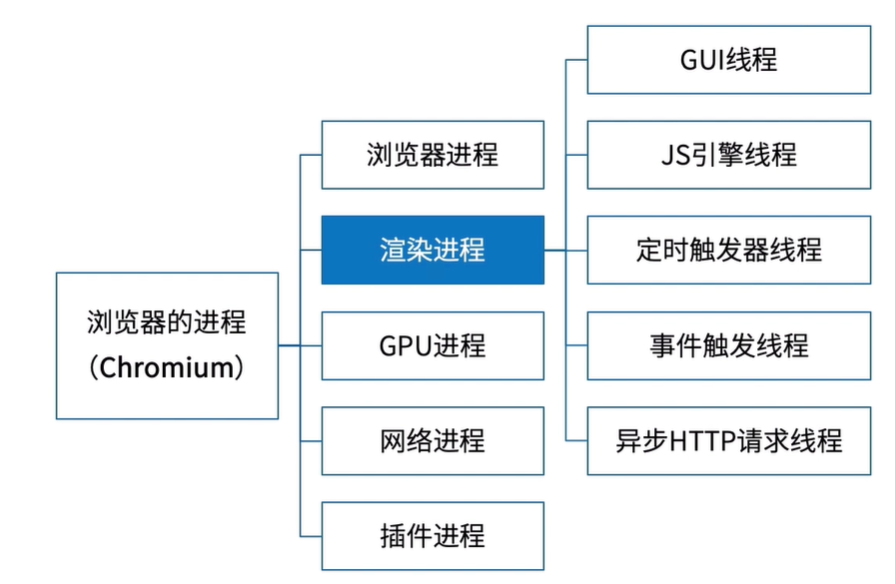 浏览器的进程
（Chromium）
浏览器进程
渲染进程
GPU进程
网络进程
插件进程
GUI线程
JS引擎线程
定时触发器线程
事件触发线程
异步HTTP请求线程